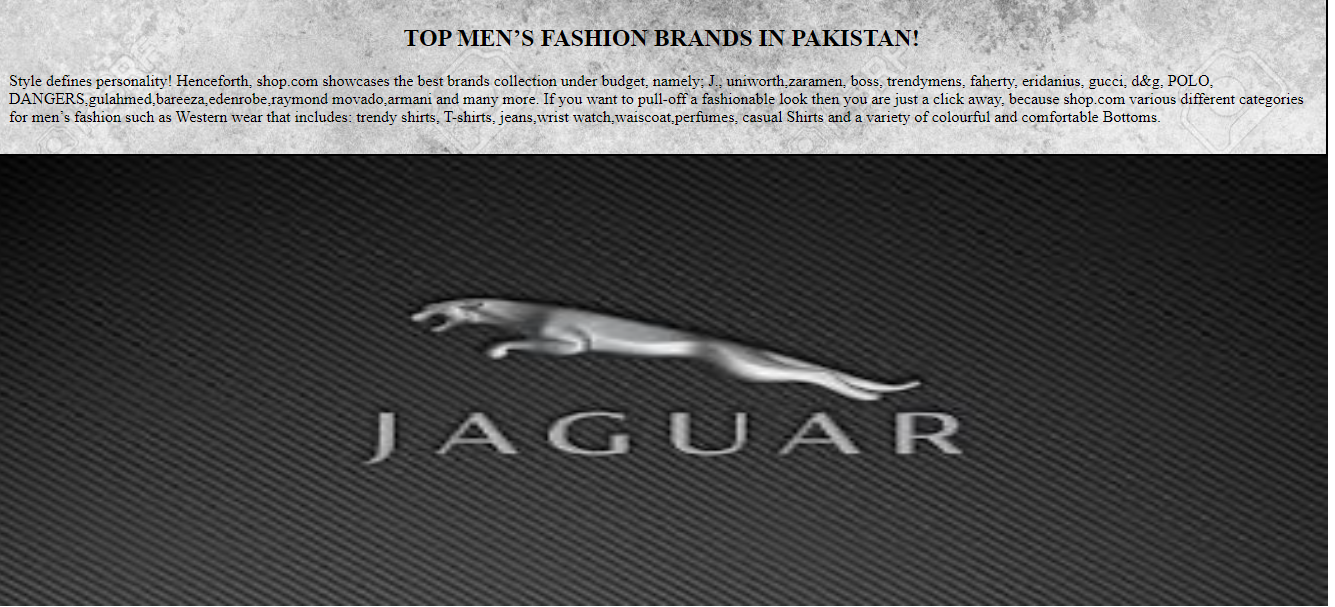 TOP MEN’S FASHION BRANDS IN PAKISTAN!
Style defines personality! Henceforth, shop.com showcases the best brands collection under budget, namely; J., uniworth,zaramen, boss, trendymens, faherty, eridanius, gucci, d&g, POLO,
DANGERS,gulahmed,bareeza,edenrobe,raymond movado,armani and many more. If you want to pull-off a fashionable look then you are just a click away, because shop.com various different categories
for men’s fashion such as Western wear that includes: trendy shirts, T-shirts, jeans,wrist watch,waiscoat,perfumes, casual Shirts and a variety of colourful and comfortable Bottoms.
JAGUAR